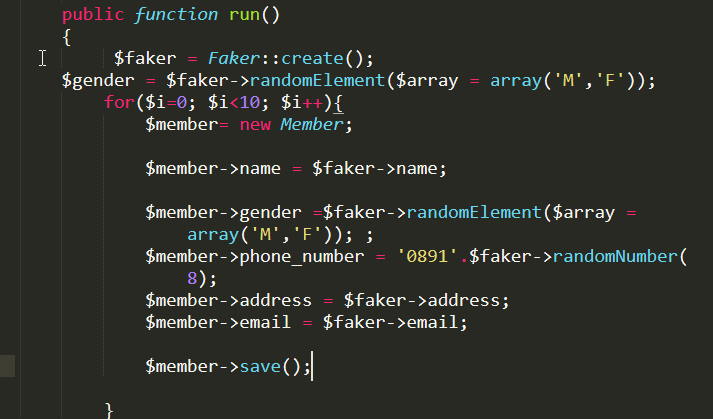 public function run()
{
$faker = Faker::create();
$gender = $faker->randomElement($array = array('M','F'));
for($i=0; $i<10; $i++){
$member= new Member;
$member->name = $faker->name;
$member->gender =$faker->randomElement($array =
array('M','F')); ;
$member->phone_number = '0891'.$faker->randomNumber(
8);
$member->address = $faker->address;
$member->email = $faker->email;
$member->save();
}